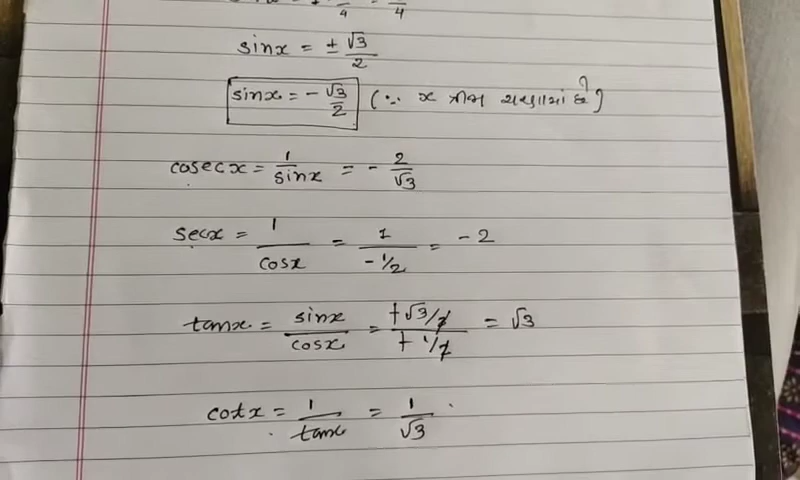 sinx = ± √3/2
sinx = - √3/2 (∵ x ત્રીજા ચરણમાં છે)
cosecx = 1/sinx = - 2/√3
secx = 1/cosx = 1/-1/2 = -2
tanx = sinx/cosx = +√3/2/+1/2 = √3
cotx = 1/tanx = 1/√3